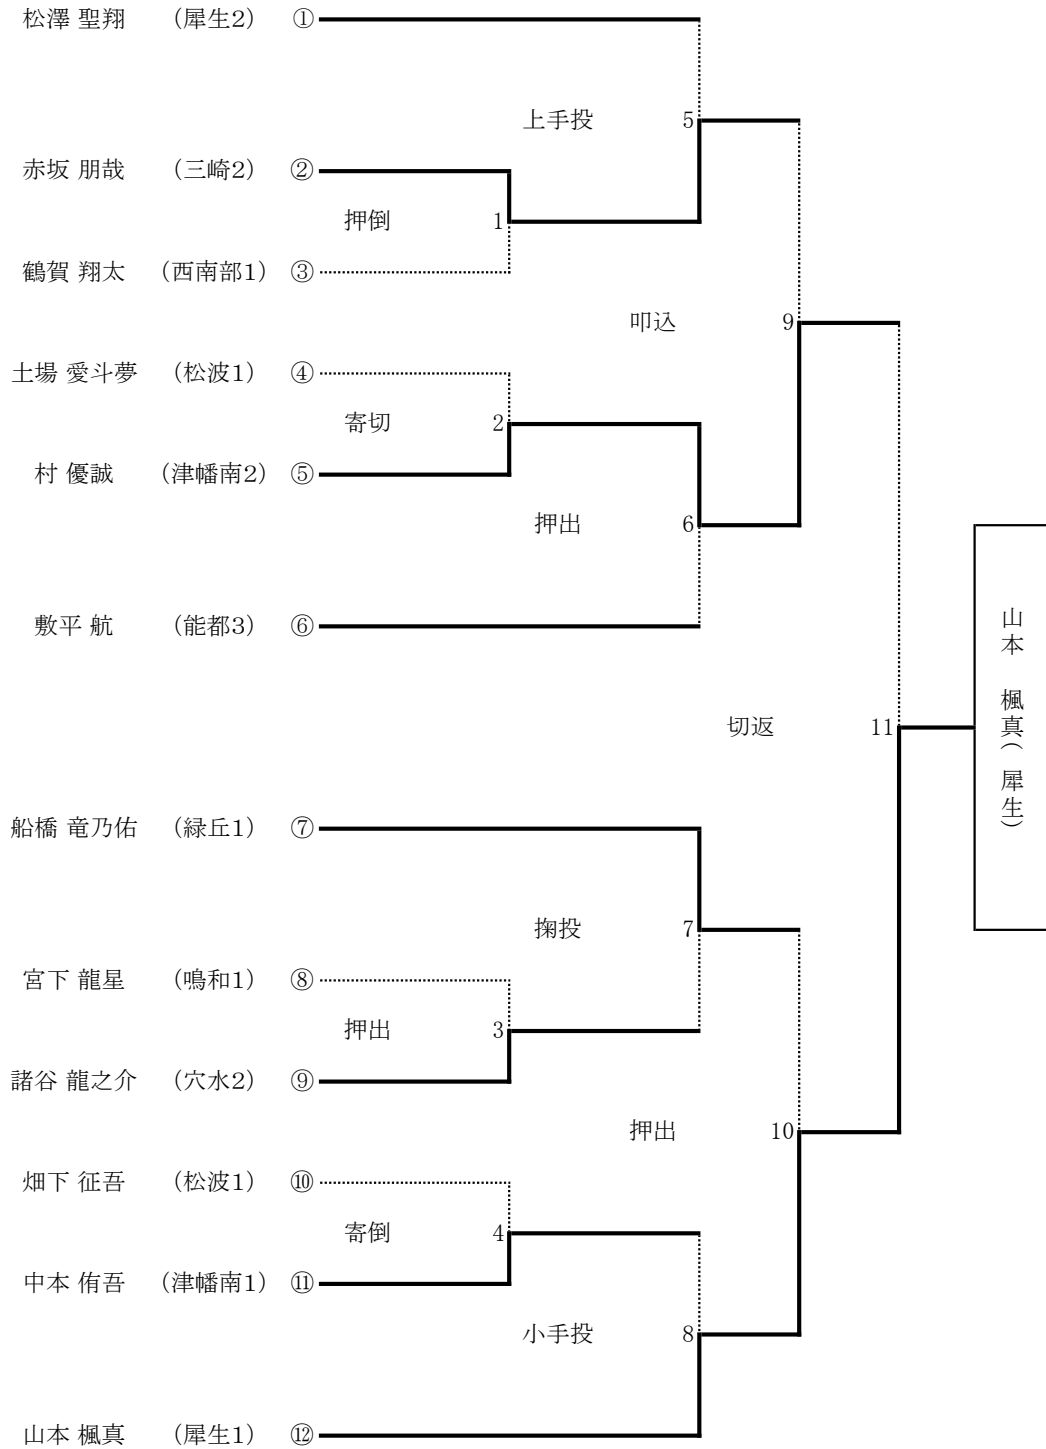 松澤 聖翔 (犀生2) ①
上手投 5
赤坂 朋哉 (三崎2) ②
押倒 1
鶴賀 翔太 (西南部1) ③
叩込 9
土場 愛斗夢 (松波1) ④
寄切 2
村 優誠 (津幡南2) ⑤
押出 6
敷平 航 (能都3) ⑥
山本 楓真(犀生)
切返 11
船橋 竜乃佑 (緑丘1) ⑦
掬投 7
宮下 龍星 (鳴和1) ⑧
押出 3
諸谷 龍之介 (穴水2) ⑨
押出 10
畑下 征吾 (松波1) ⑩
寄倒 4
中本 侑吾 (津幡南1) ⑪
小手投 8
山本 楓真 (犀生1) ⑫